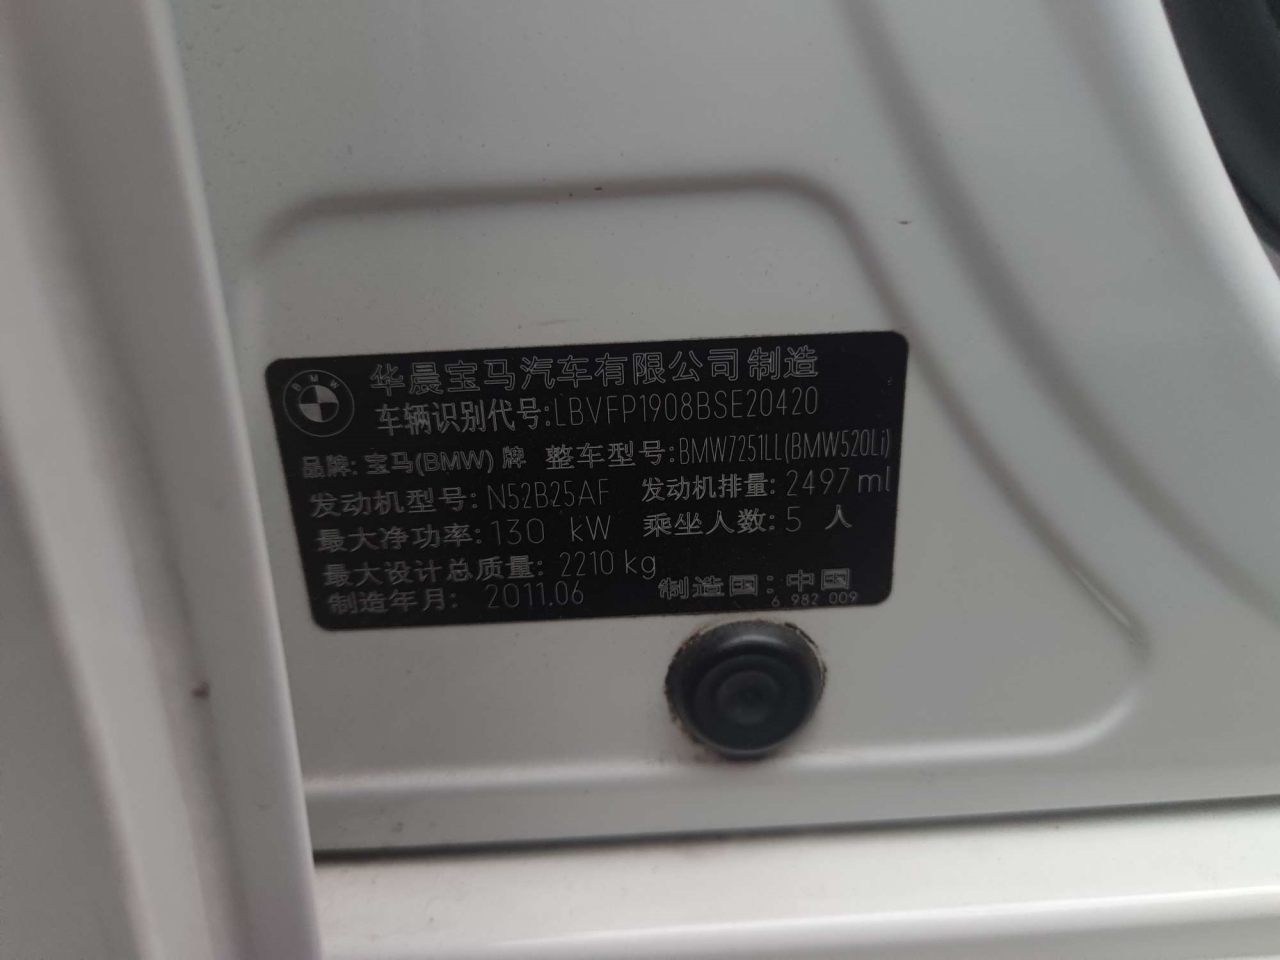 BMW
华晨宝马汽车有限公司制造
车辆识别代号:LBVFP1908BSE20420
品牌:宝马(BMW)牌 整车型号:BMW7251LL(BMW520Li)
发动机型号:N52B25AF 发动机排量:2497ml
最大净功率:130 kW 乘坐人数:5 人
最大设计总质量:2210kg
制造年月:2011.06 制造国:中国
6 982 009